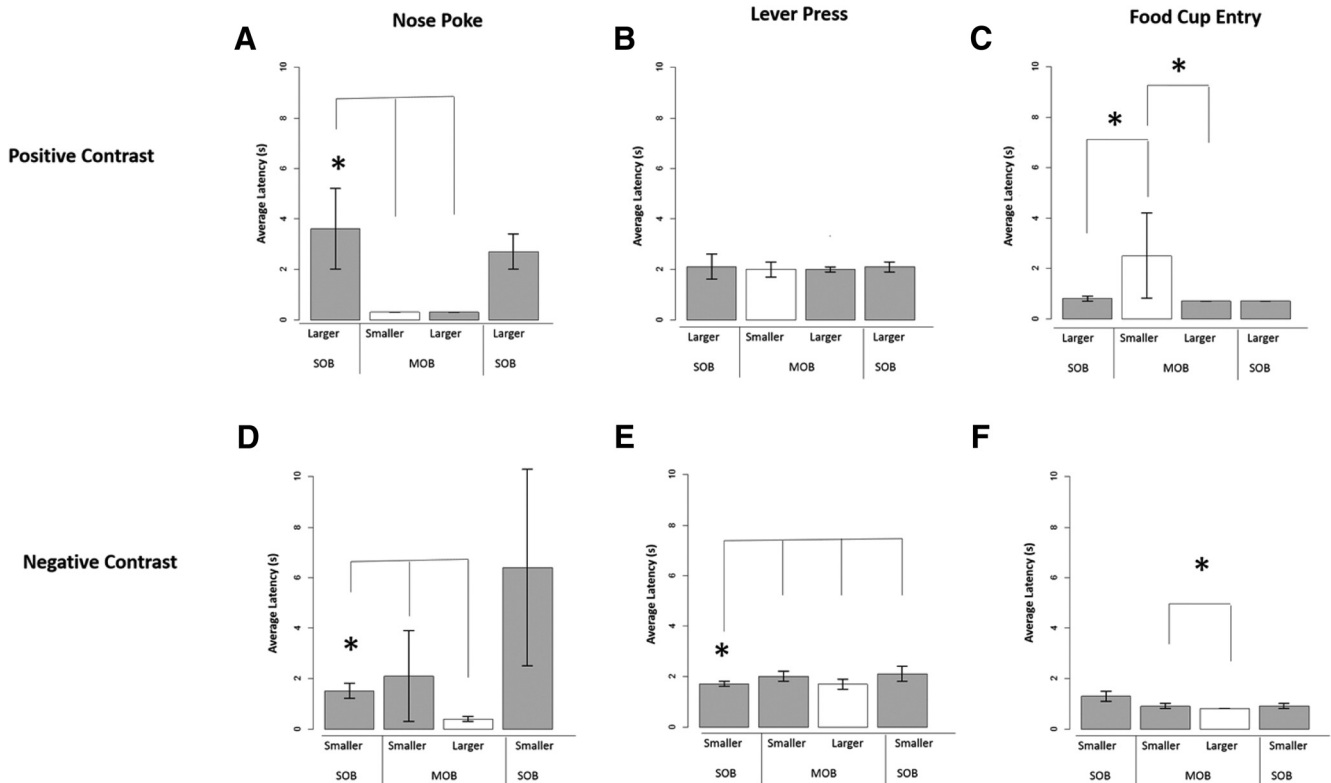 Nose Poke
Lever Press
Food Cup Entry
Positive Contrast
A
Average Latency (s)
10
8
6
4
2
0
*
Larger Smaller Larger Larger
SOB MOB SOB
B
Average Latency (s)
10
8
6
4
2
0
Larger Smaller Larger Larger
SOB MOB SOB
C
Average Latency (s)
10
8
6
4
2
0
*
*
Larger Smaller Larger Larger
SOB MOB SOB
Negative Contrast
D
Average Latency (s)
10
8
6
4
2
0
*
Smaller Smaller Larger Smaller
SOB MOB SOB
E
Average Latency (s)
10
8
6
4
2
0
*
Smaller Smaller Larger Smaller
SOB MOB SOB
F
Average Latency (s)
10
8
6
4
2
0
*
Smaller Smaller Larger Smaller
SOB MOB SOB